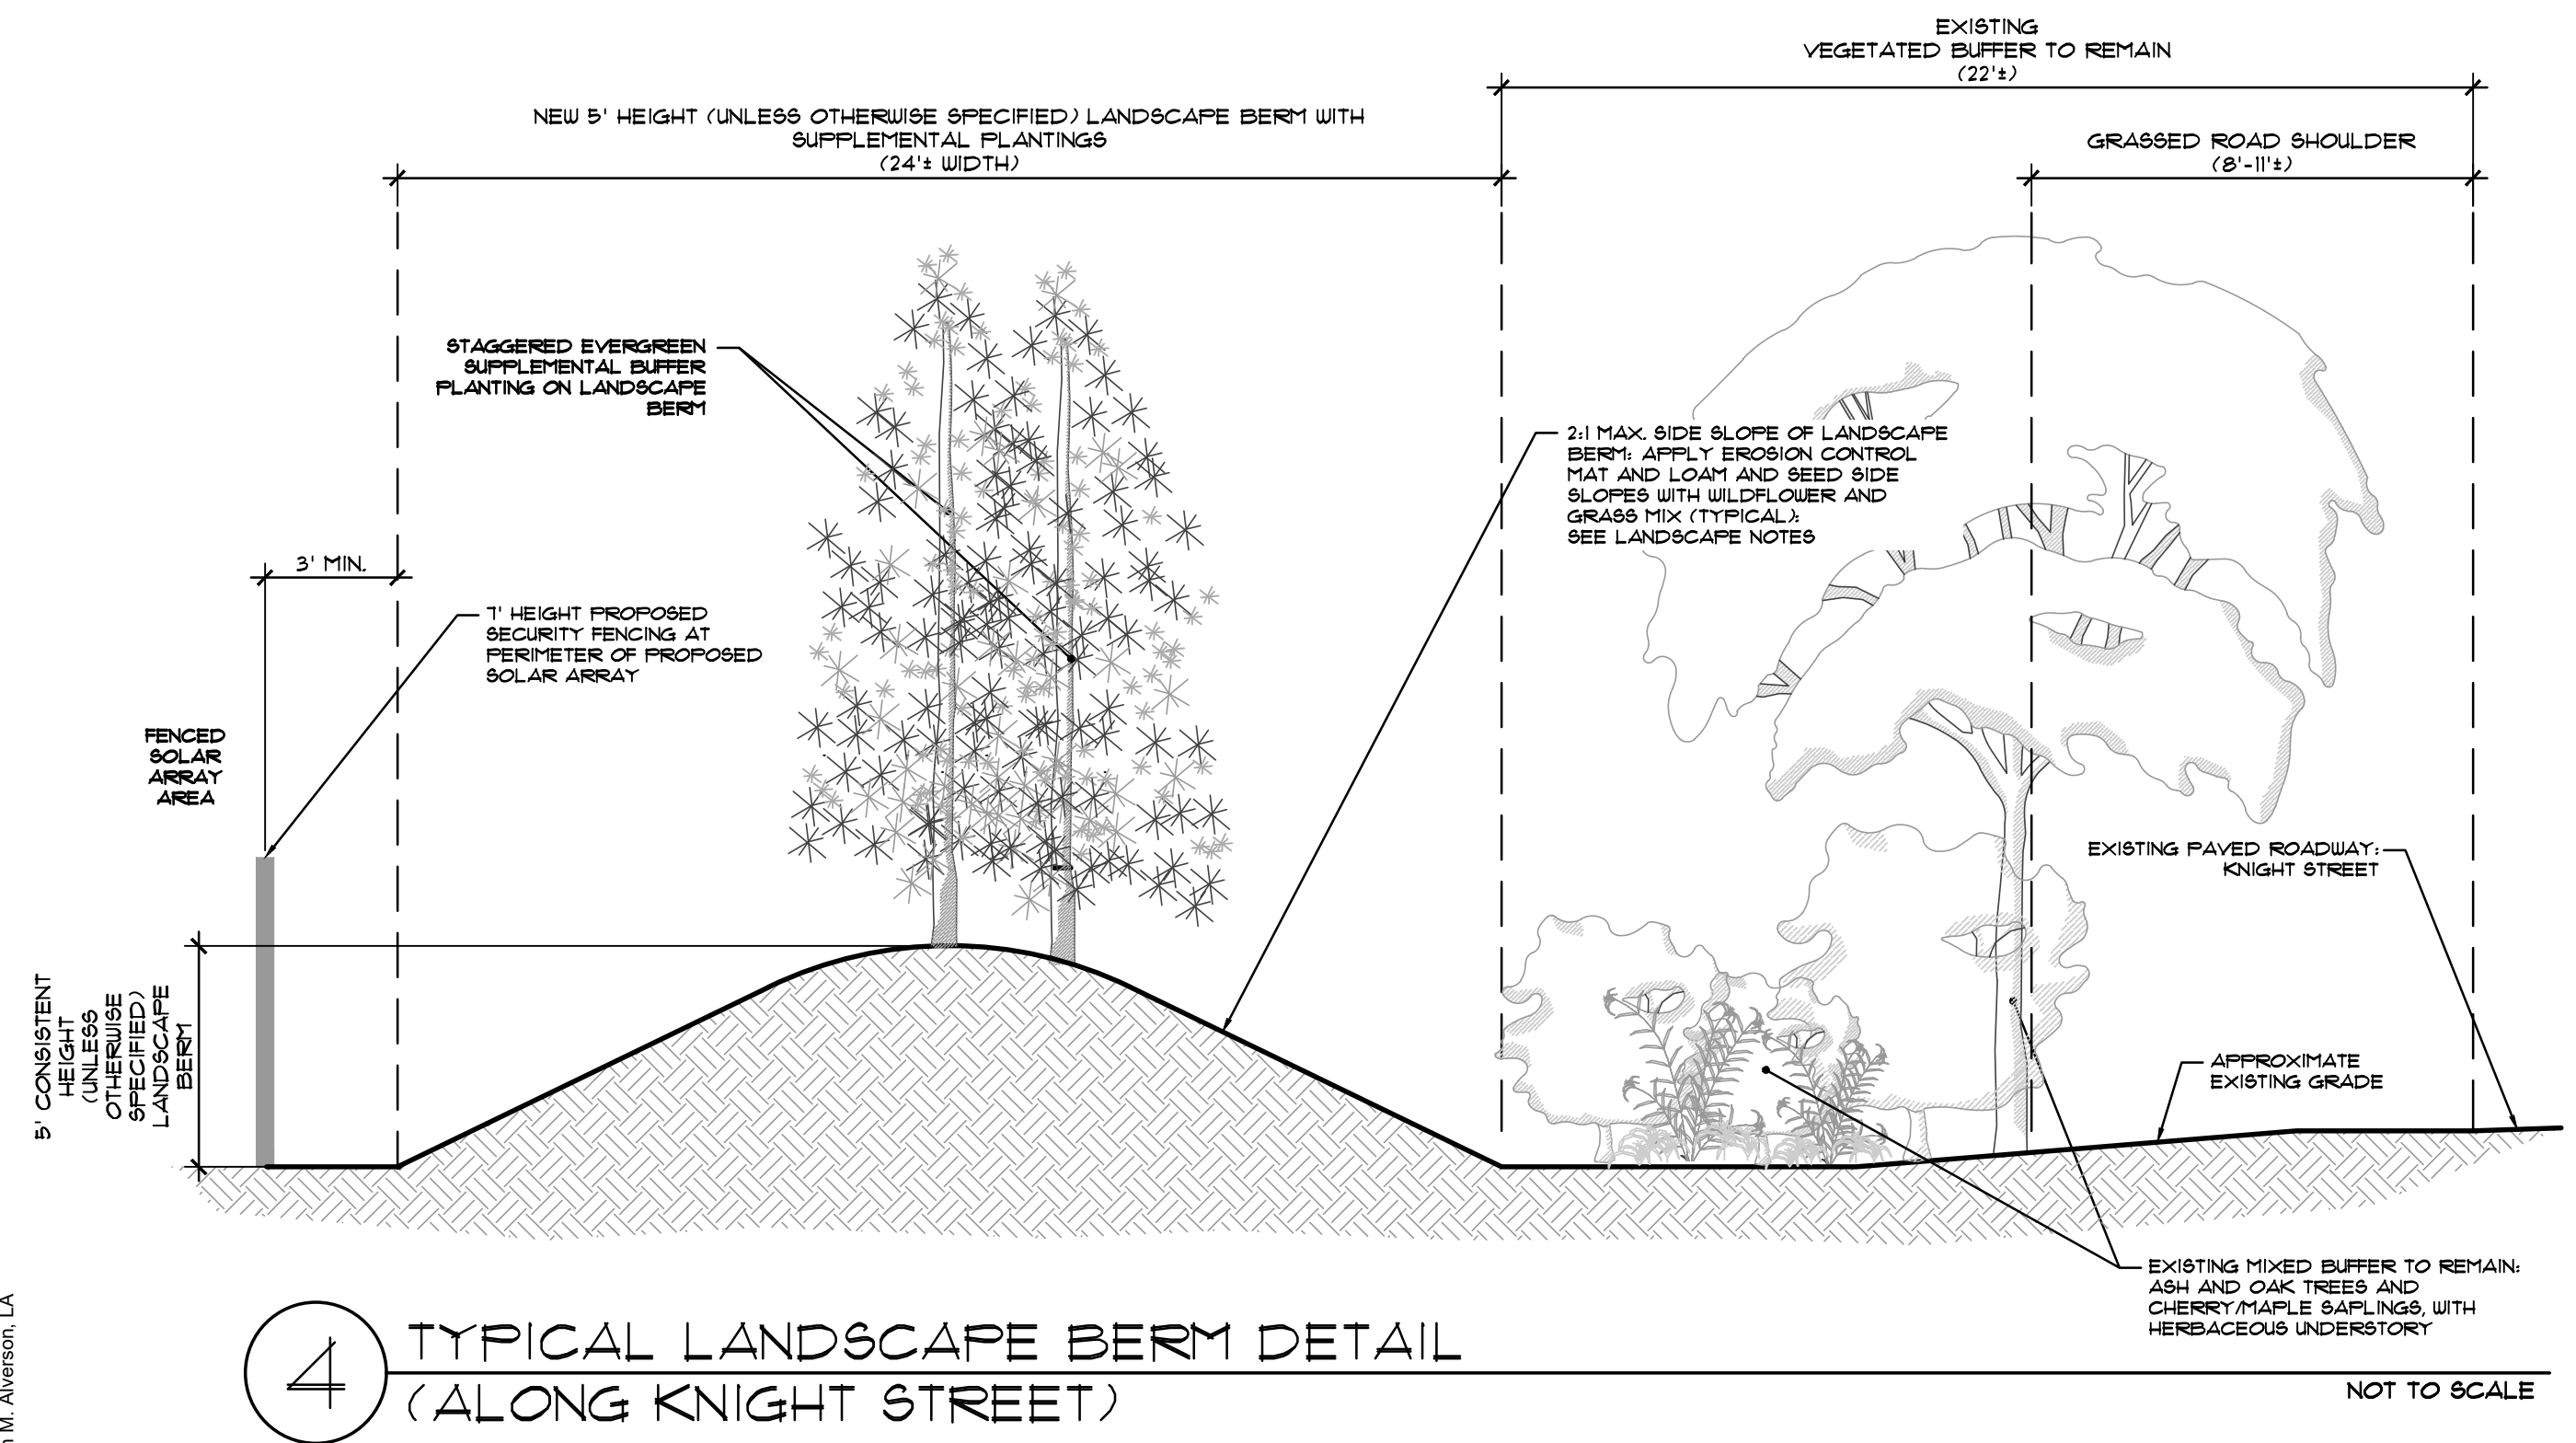 EXISTING
VEGETATED BUFFER TO REMAIN
(22'±)
NEW 5' HEIGHT (UNLESS OTHERWISE SPECIFIED) LANDSCAPE BERM WITH
SUPPLEMENTAL PLANTINGS
(24'± WIDTH)
GRASSED ROAD SHOULDER
(8'-11'±)
STAGGERED EVERGREEN
SUPPLEMENTAL BUFFER
PLANTING ON LANDSCAPE
BERM
2:1 MAX. SIDE SLOPE OF LANDSCAPE
BERM: APPLY EROSION CONTROL
MAT AND LOAM AND SEED SIDE
SLOPES WITH WILDFLOWER AND
GRASS MIX (TYPICAL):
SEE LANDSCAPE NOTES
3' MIN.
7' HEIGHT PROPOSED
SECURITY FENCING AT
PERIMETER OF PROPOSED
SOLAR ARRAY
FENCED
SOLAR
ARRAY
AREA
EXISTING PAVED ROADWAY:
KNIGHT STREET
5' CONSISTENT
HEIGHT
(UNLESS
OTHERWISE
SPECIFIED)
LANDSCAPE
BERM
APPROXIMATE
EXISTING GRADE
EXISTING MIXED BUFFER TO REMAIN:
ASH AND OAK TREES AND
CHERRY/MAPLE SAPLINGS, WITH
HERBACEOUS UNDERSTORY
M. Alverson, LA
4
TYPICAL LANDSCAPE BERM DETAIL
(ALONG KNIGHT STREET)
NOT TO SCALE